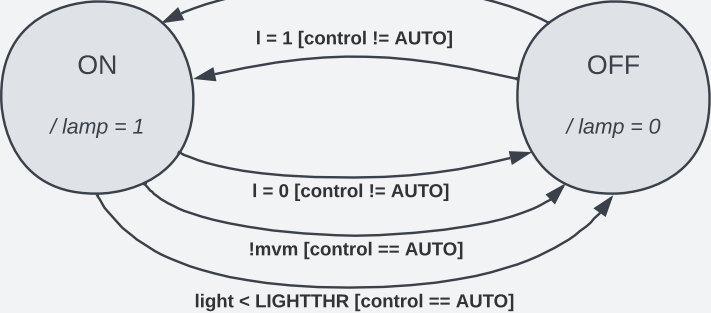 l = 1 [control != AUTO]
ON
OFF
/ lamp = 1
/ lamp = 0
l = 0 [control != AUTO]
!mvm [control == AUTO]
light < LIGHTTHR [control == AUTO]